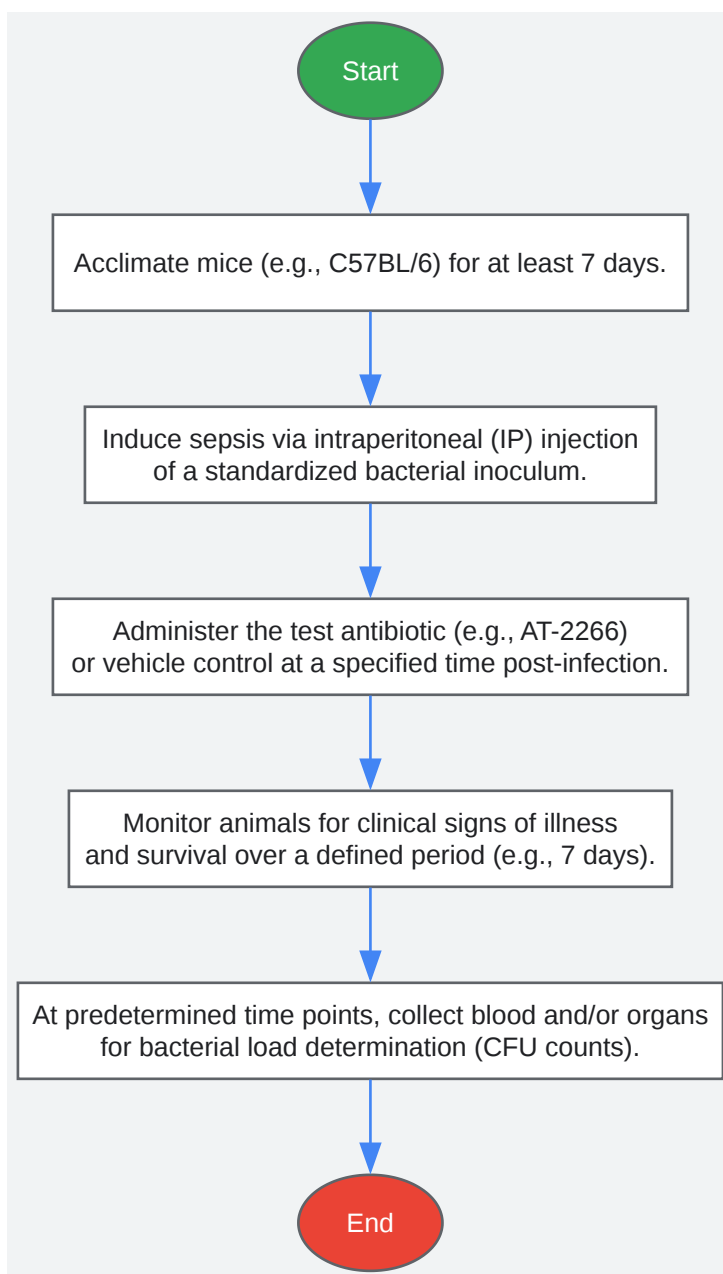 Start
Acclimate mice (e.g., C57BL/6) for at least 7 days.
Induce sepsis via intraperitoneal (IP) injection
of a standardized bacterial inoculum.
Administer the test antibiotic (e.g., AT-2266)
or vehicle control at a specified time post-infection.
Monitor animals for clinical signs of illness
and survival over a defined period (e.g., 7 days).
At predetermined time points, collect blood and/or organs
for bacterial load determination (CFU counts).
End